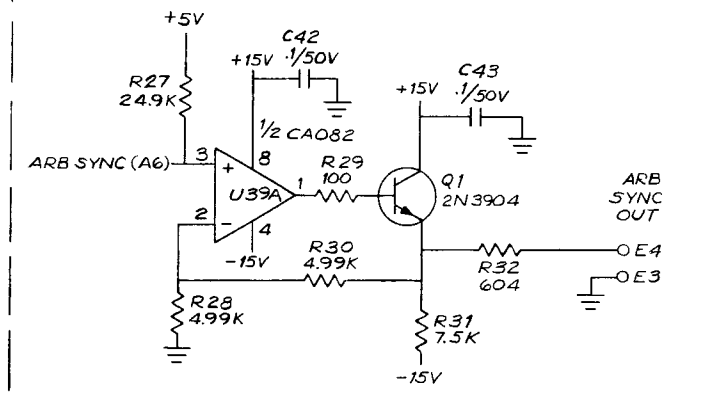 +5V
C42
.1/50V
+15V
R27
24.9K
C43
.1/50V
+15V
1/2 CA082
ARB SYNC (A6)
3
+
8
U39A
1
R29
100
Q1
2N3904
ARB
SYNC
OUT
2
-
4
-15V
R30
4.99K
R32
604
E4
E3
R28
4.99K
R31
7.5K
-15V